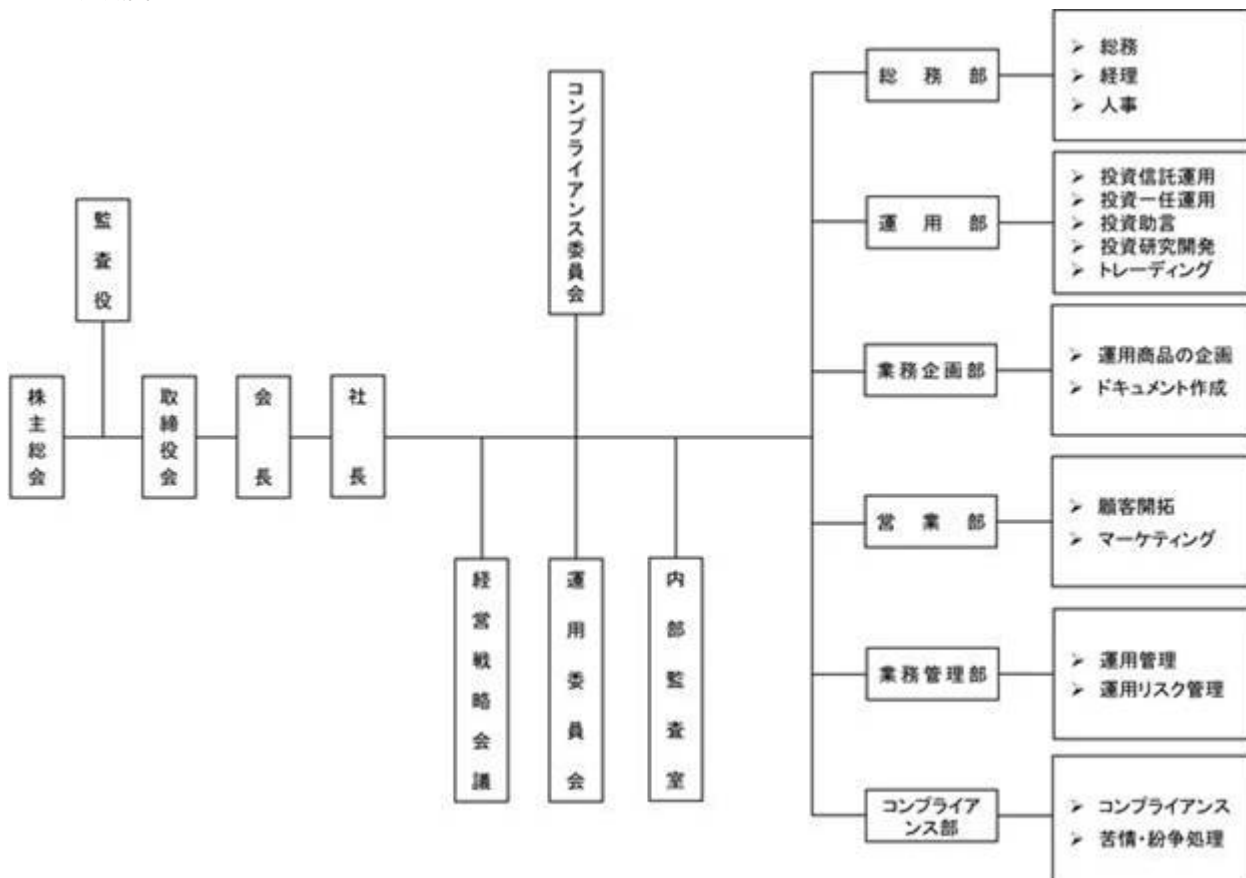 株主総会
監査役
取締役会
会長
社長
コンプライアンス委員会
経営戦略会議
運用委員会
内部監査室
総務部
➢ 総務
➢ 経理
➢ 人事
運用部
➢ 投資信託運用
➢ 投資一任運用
➢ 投資助言
➢ 投資研究開発
➢ トレーディング
業務企画部
➢ 運用商品の企画
➢ ドキュメント作成
営業部
➢ 顧客開拓
➢ マーケティング
業務管理部
➢ 運用管理
➢ 運用リスク管理
コンプライア
ンス部
➢ コンプライアンス
➢ 苦情・紛争処理